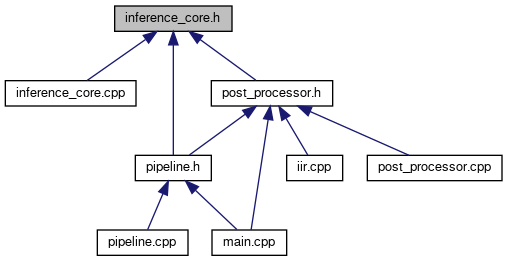 inference_core.h
inference_core.cpp
post_processor.h
pipeline.h
iir.cpp
post_processor.cpp
pipeline.cpp
main.cpp